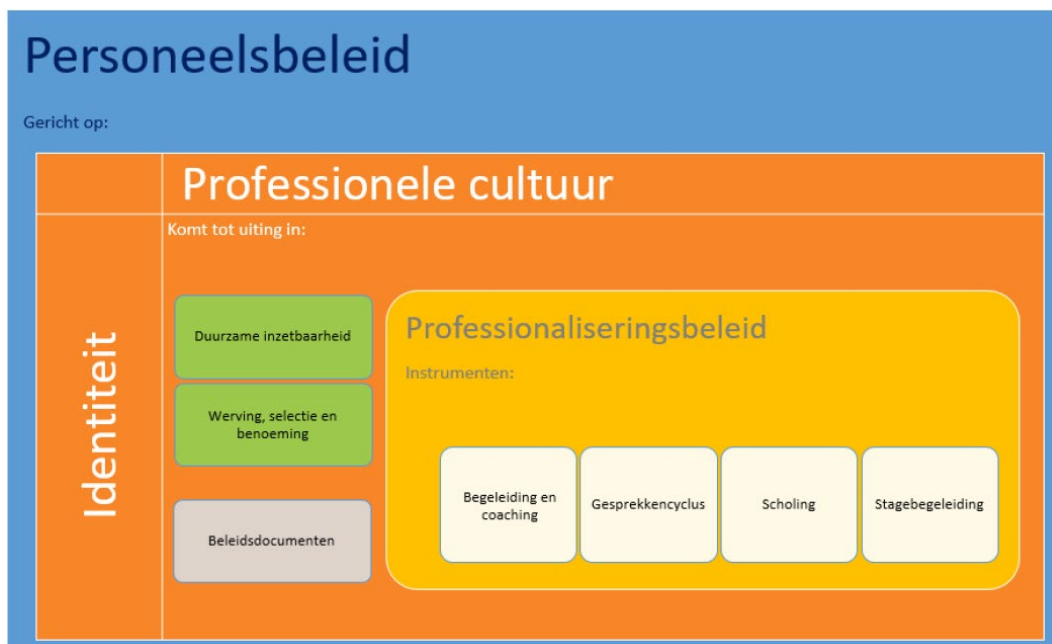 Personeelsbeleid
Gericht op:
Professionele cultuur
Komt tot uiting in:
Identiteit
Duurzame inzetbaarheid
Werving, selectie en
benoeming
Beleidsdocumenten
Professionaliseringsbeleid
Instrumenten:
Begeleiding en
coaching
Gesprekkencyclus
Scholing
Stagebegeleiding